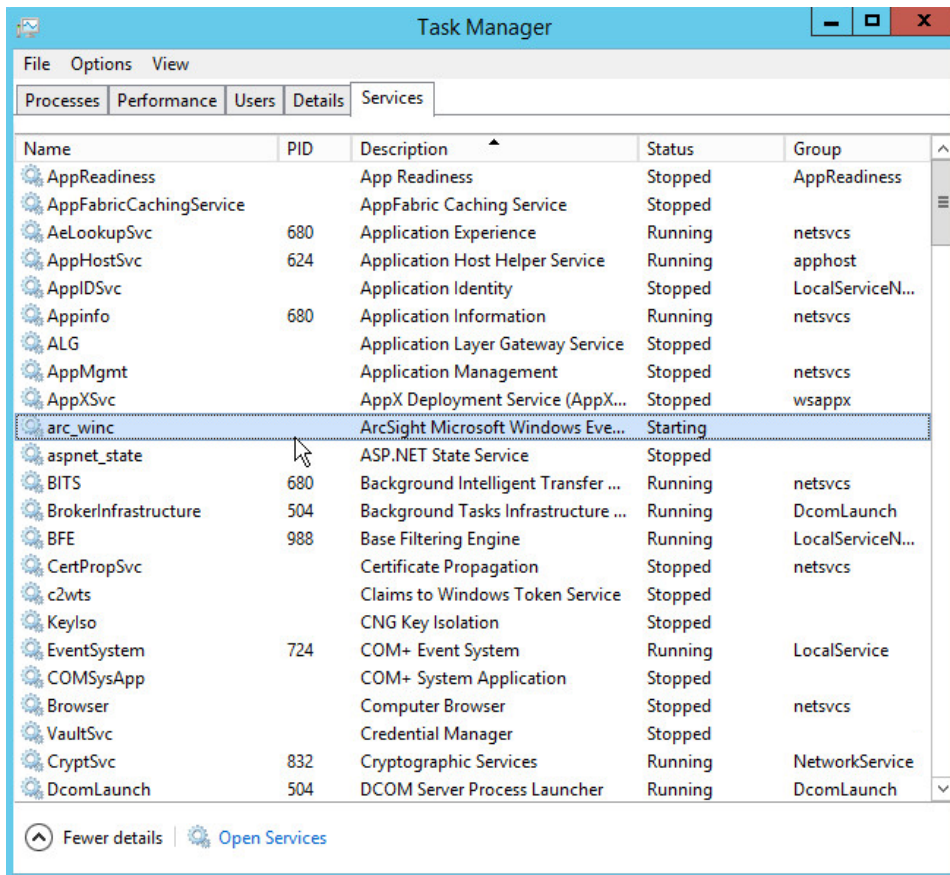 Task Manager
File Options View
Processes Performance Users Details Services
Name PID Description Status Group
AppReadiness App Readiness Stopped AppReadiness
AppFabricCachingService AppFabric Caching Service Stopped
AeLookupSvc 680 Application Experience Running netsvcs
AppHostSvc 624 Application Host Helper Service Running apphost
AppIDSvc Application Identity Stopped LocalServiceN...
Appinfo 680 Application Information Running netsvcs
ALG Application Layer Gateway Service Stopped
AppMgmt Application Management Stopped netsvcs
AppXSvc AppX Deployment Service (AppX... Stopped wsappx
arc_winc ArcSight Microsoft Windows Eve... Starting
aspnet_state ASP.NET State Service Stopped
BITS 680 Background Intelligent Transfer ... Running netsvcs
BrokerInfrastructure 504 Background Tasks Infrastructure ... Running DcomLaunch
BFE 988 Base Filtering Engine Running LocalServiceN...
CertPropSvc Certificate Propagation Stopped netsvcs
c2wts Claims to Windows Token Service Stopped
KeyIso CNG Key Isolation Stopped
EventSystem 724 COM+ Event System Running LocalService
COMSysApp COM+ System Application Stopped
Browser Computer Browser Stopped netsvcs
VaultSvc Credential Manager Stopped
CryptSvc 832 Cryptographic Services Running NetworkService
DcomLaunch 504 DCOM Server Process Launcher Running DcomLaunch
Fewer details Open Services